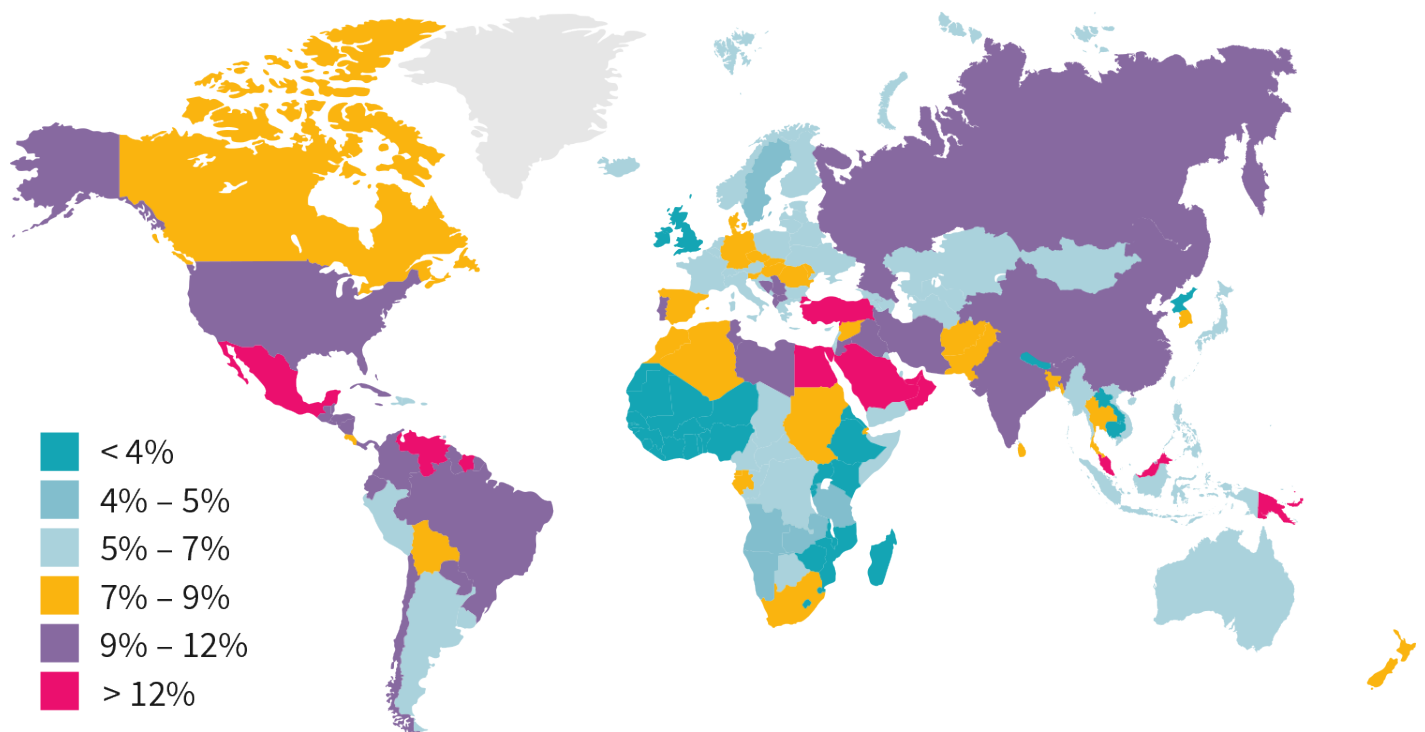 < 4%
4% – 5%
5% – 7%
7% – 9%
9% – 12%
> 12%